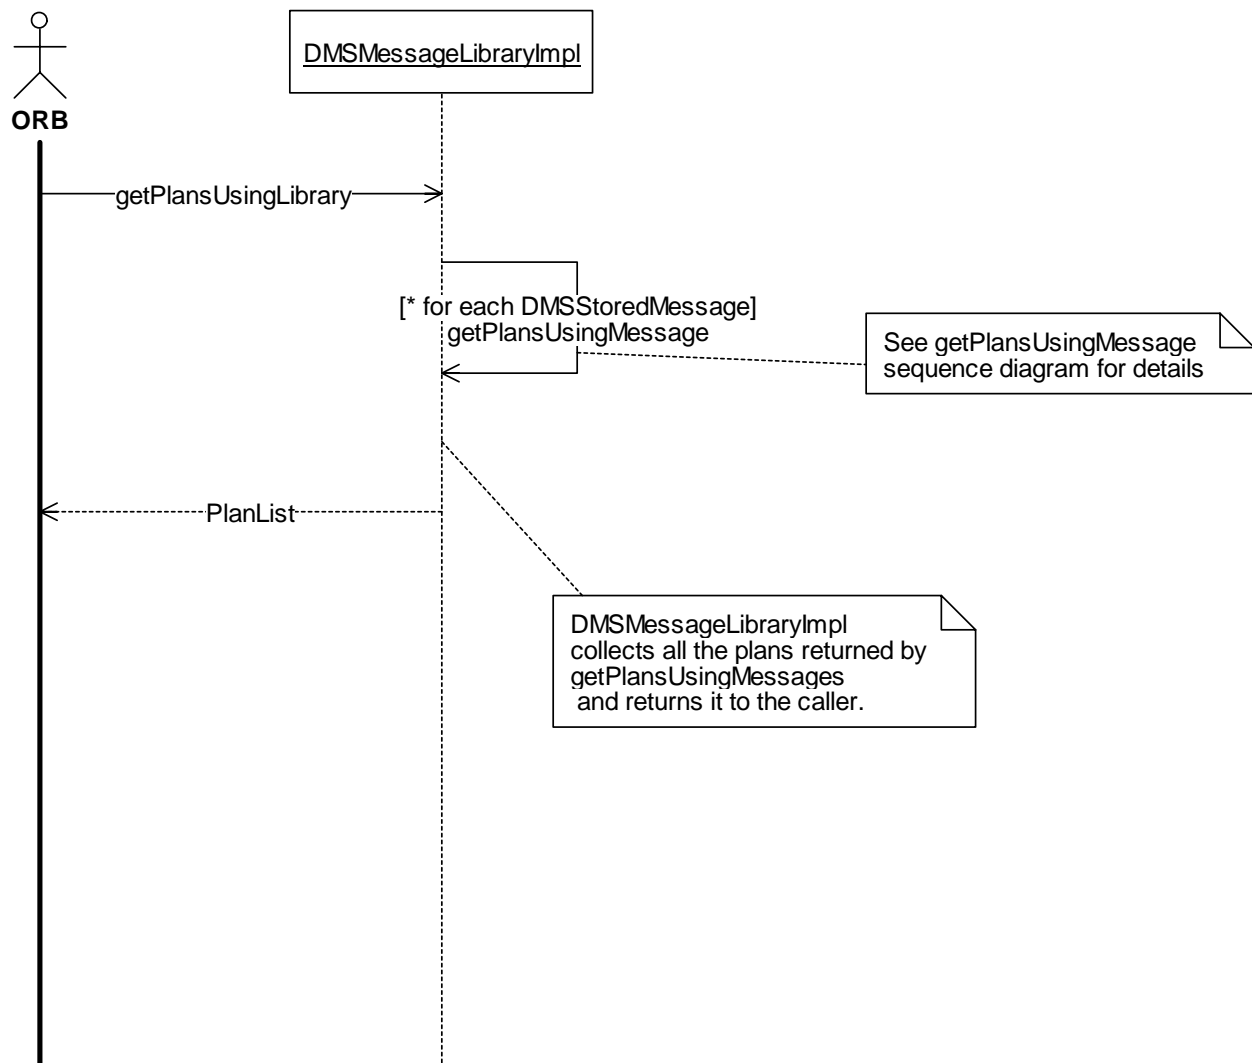 DMSMessageLibraryImpl
ORB
getPlansUsingLibrary
[* for each DMSStoredMessage]
getPlansUsingMessage
See getPlansUsingMessage
sequence diagram for details
PlanList
DMSMessageLibraryImpl
collects all the plans returned by
getPlansUsingMessages
and returns it to the caller.